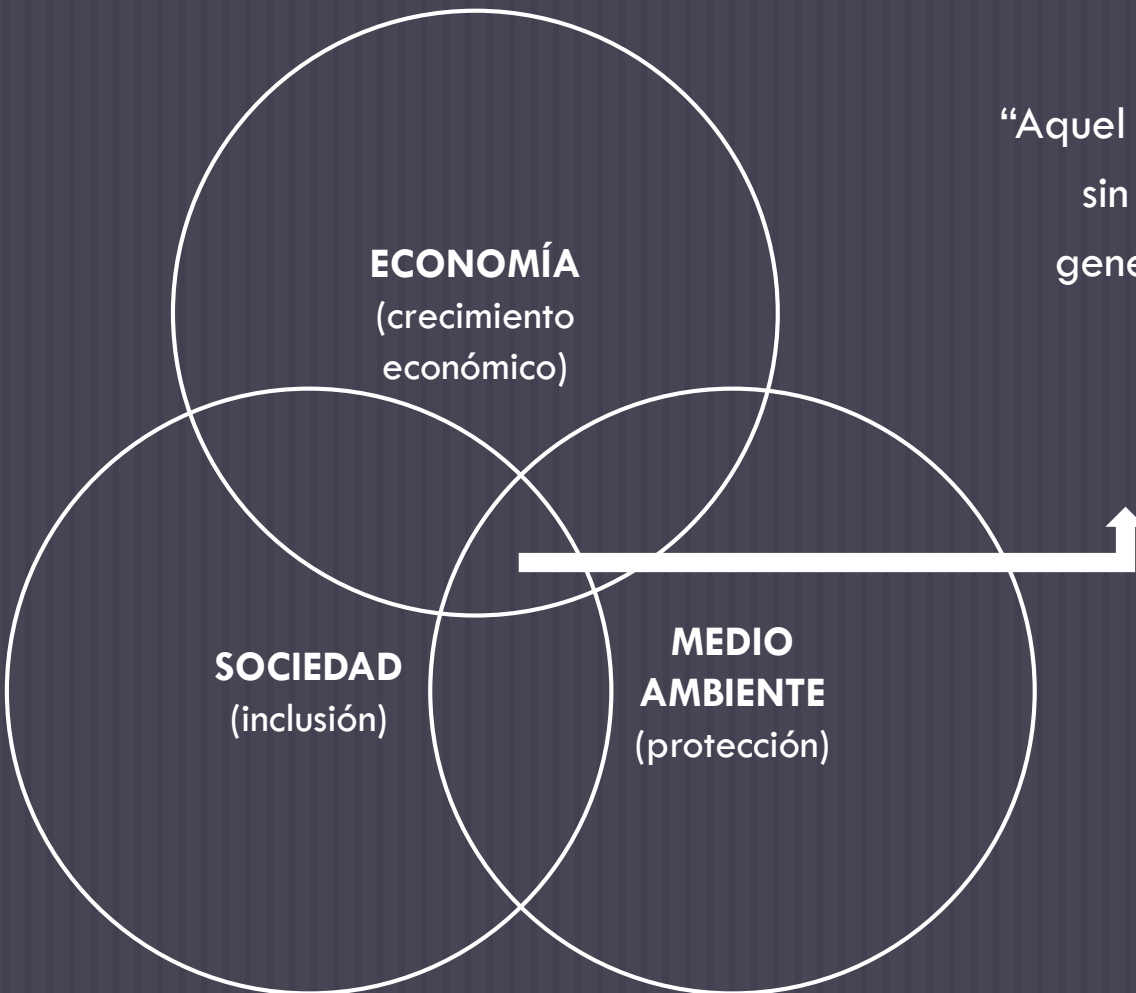 “Aquel
sin
gene
ECONOMÍA
(crecimiento
económico)
SOCIEDAD
(inclusión)
MEDIO
AMBIENTE
(protección)